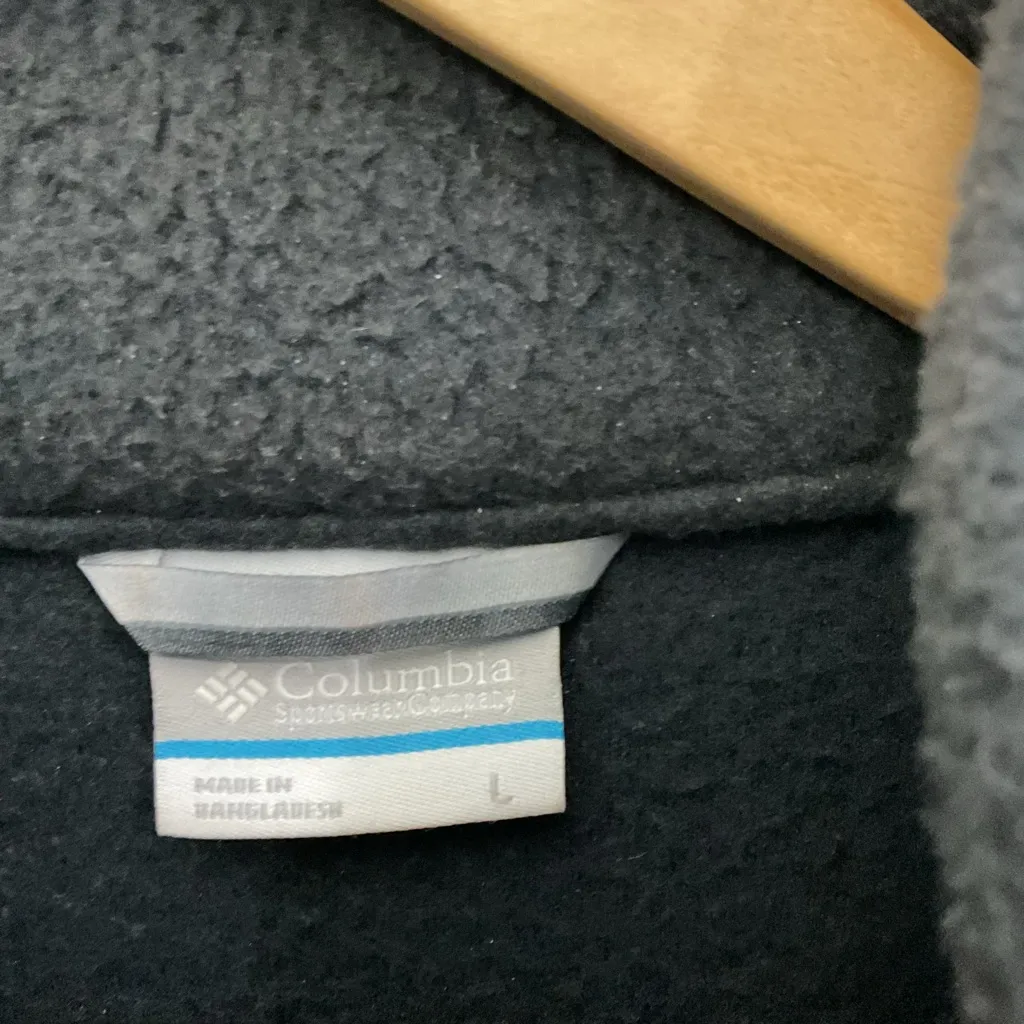 Columbia
Sportswear Company
MADE IN
BANGLADESH
L